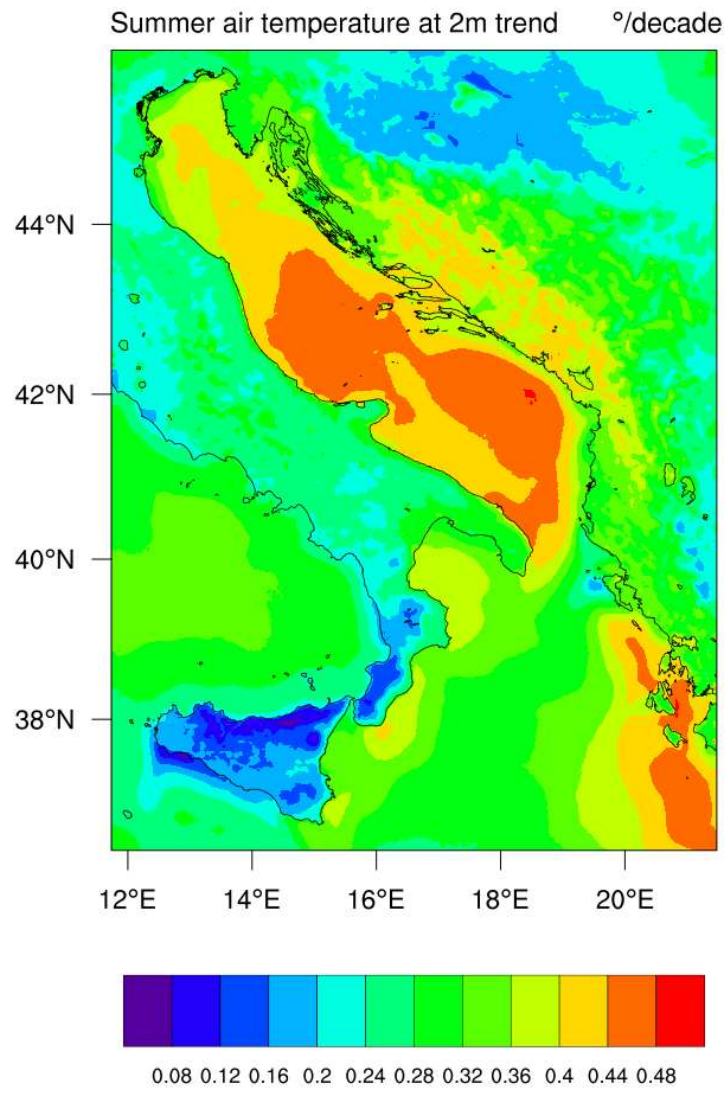 Summer air temperature at 2m trend °/decade
44°N
42°N
40°N
38°N
12°E 14°E 16°E 18°E 20°E
0.08 0.12 0.16 0.2 0.24 0.28 0.32 0.36 0.4 0.44 0.48